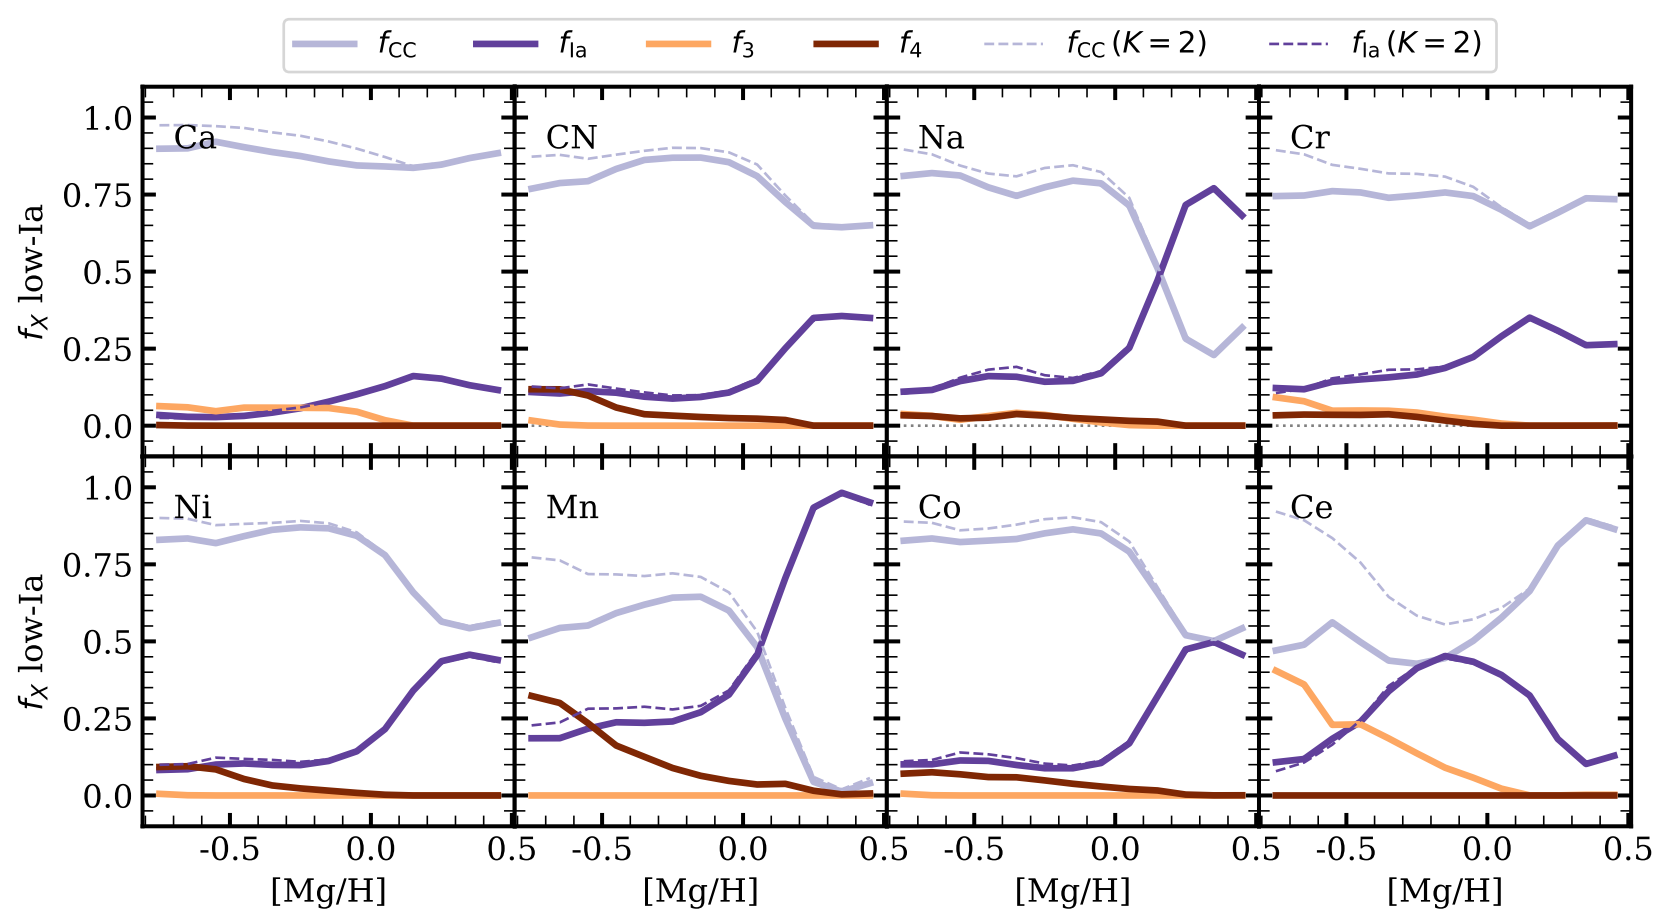 f_CC f_Ia f_3 f_4 f_CC (K = 2) f_Ia (K = 2)
f_X low-Ia
1.0
0.75
0.5
0.25
0.0
Ca
CN
Na
Cr
f_X low-Ia
1.0
0.75
0.5
0.25
0.0
Ni
Mn
Co
Ce
-0.5 0.0 0.5 -0.5 0.0 0.5 -0.5 0.0 0.5 -0.5 0.0 0.5
[Mg/H] [Mg/H] [Mg/H] [Mg/H]